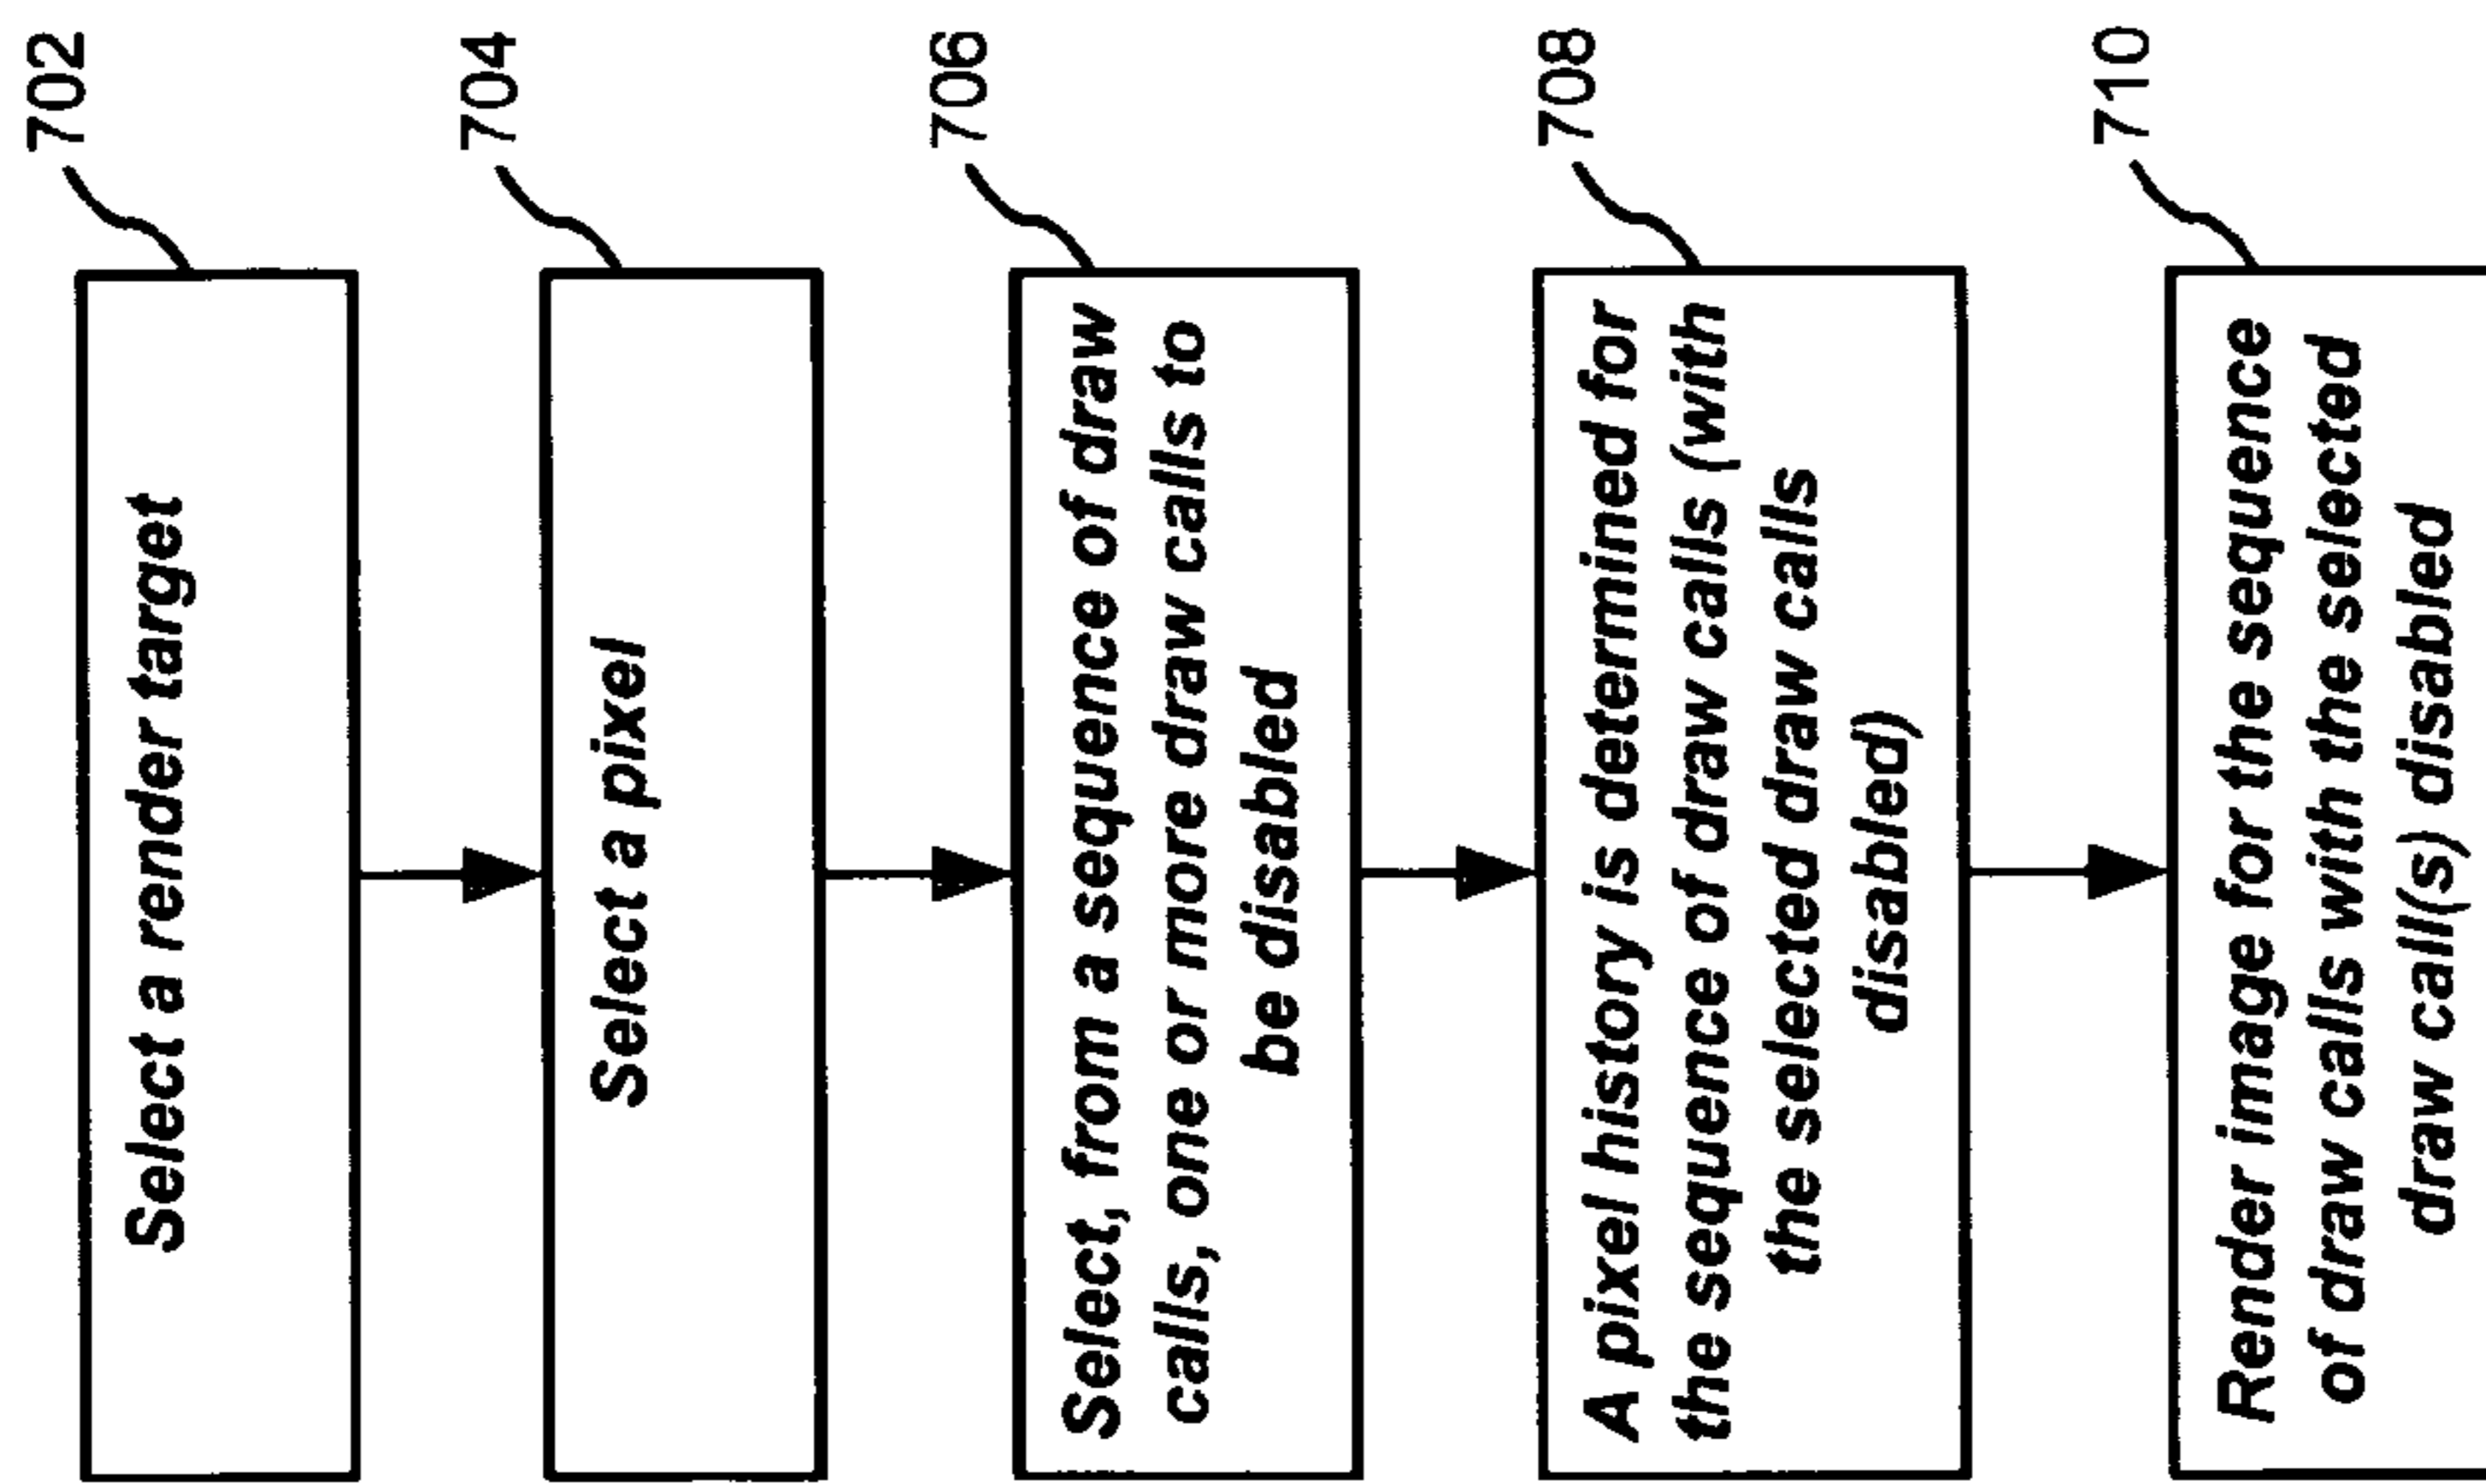 702
Select a render target
704
Select a pixel
706
Select, from a sequence of draw
calls, one or more draw calls to
be disabled
708
A pixel history is determined for
the sequence of draw calls (with
the selected draw calls
disabled)
710
Render image for the sequence
of draw calls with the selected
draw call(s) disabled